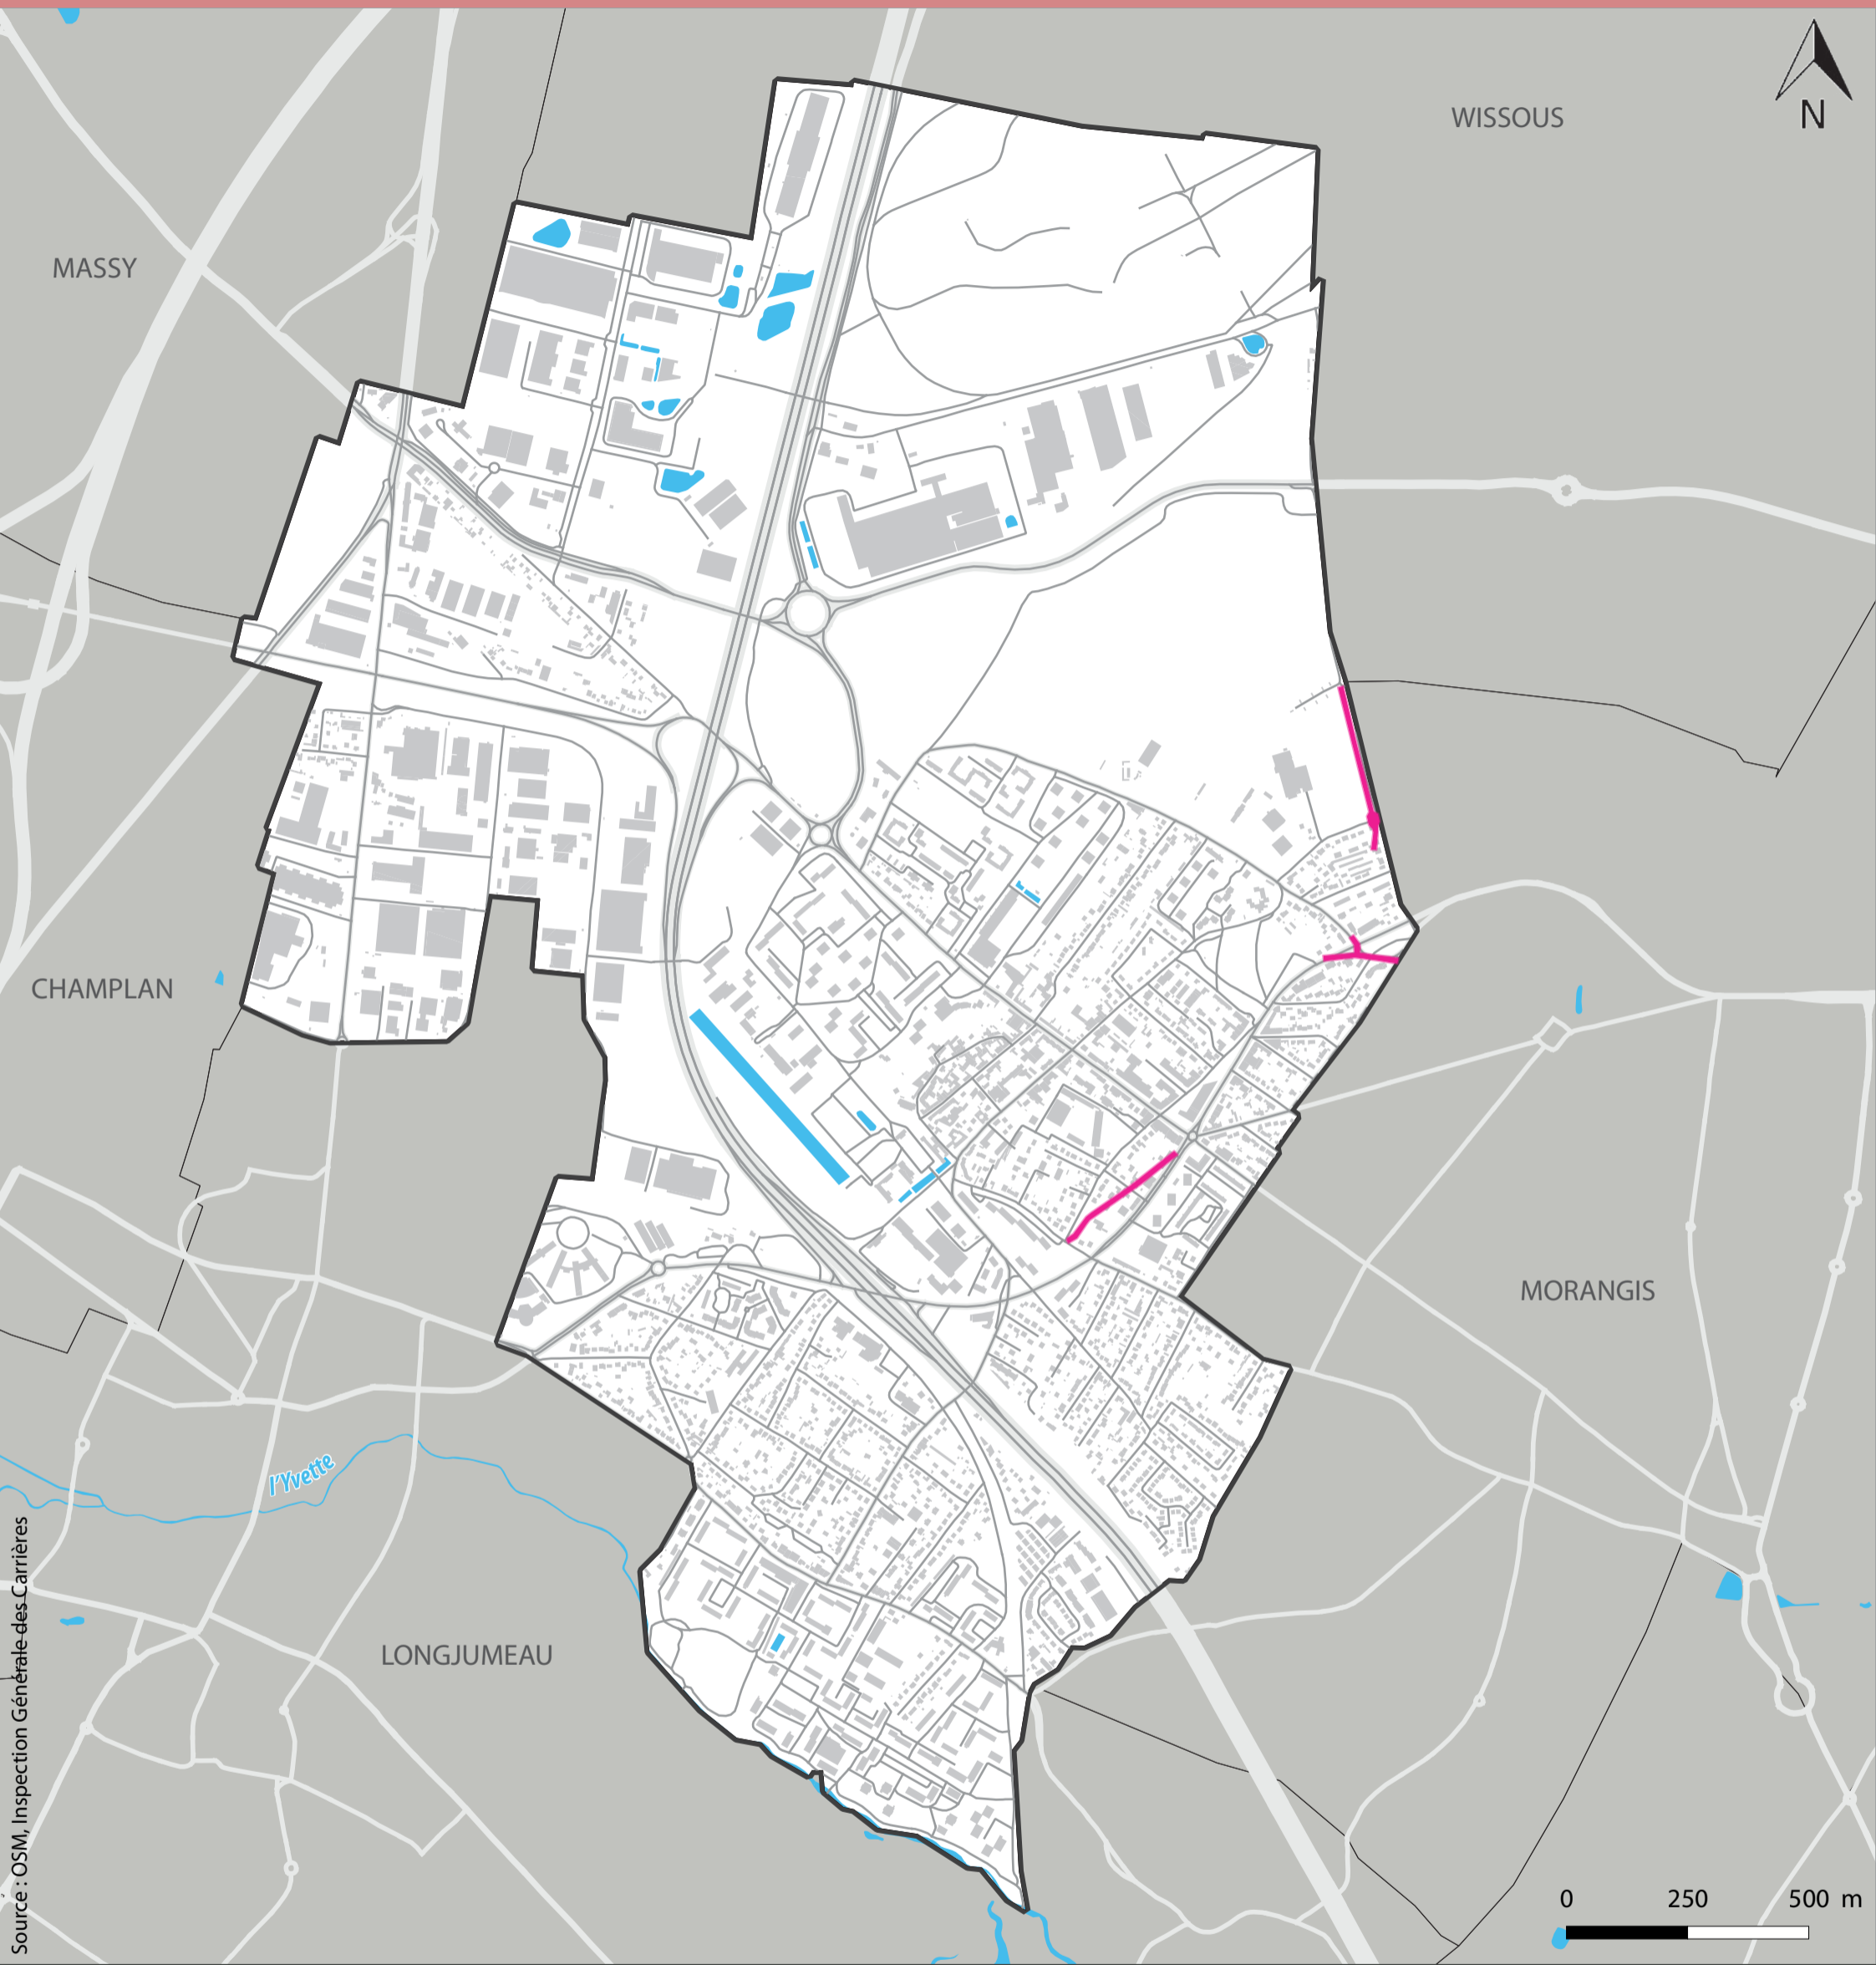 WISSOUS
N
MASSY
CHAMPLAN
MORANGIS
l'Yvette
LONGJUMEAU
0 250 500 m
Source : OSM, Inspection Générale des Carrières